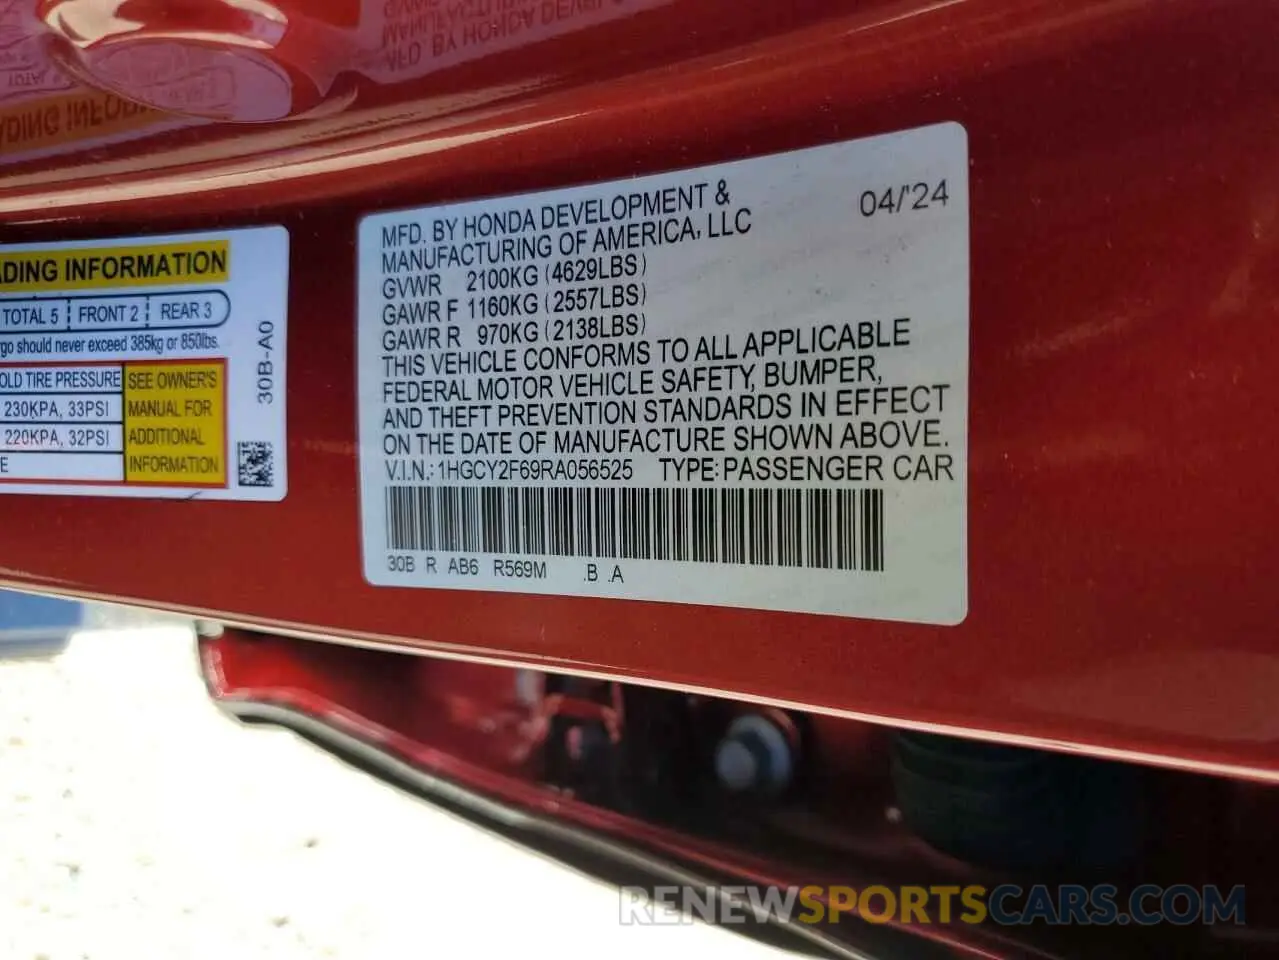 ADING INFORMATION
TOTAL 5 FRONT 2 REAR 3
rgo should never exceed 385kg or 850lbs.
OLD TIRE PRESSURE
230KPA, 33PSI
220KPA, 32PSI
E
SEE OWNER'S
MANUAL FOR
ADDITIONAL
INFORMATION
30B-A0
MFD. BY HONDA DEVELOPMENT &
MANUFACTURING OF AMERICA, LLC
04/'24
GVWR 2100KG (4629LBS)
GAWR F 1160KG (2557LBS)
GAWR R 970KG (2138LBS)
THIS VEHICLE CONFORMS TO ALL APPLICABLE
FEDERAL MOTOR VEHICLE SAFETY, BUMPER,
AND THEFT PREVENTION STANDARDS IN EFFECT
ON THE DATE OF MANUFACTURE SHOWN ABOVE.
V.I.N.: 1HGCY2F69RA056525 TYPE: PASSENGER CAR
30B R AB6 R569M .B .A
RENEWSPORTSCARS.COM